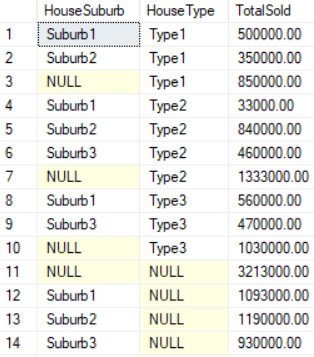 HouseSuburb HouseType TotalSold
1 Suburb1 Type1 500000.00
2 Suburb2 Type1 350000.00
3 NULL Type1 850000.00
4 Suburb1 Type2 33000.00
5 Suburb2 Type2 840000.00
6 Suburb3 Type2 460000.00
7 NULL Type2 1333000.00
8 Suburb1 Type3 560000.00
9 Suburb3 Type3 470000.00
10 NULL Type3 1030000.00
11 NULL NULL 3213000.00
12 Suburb1 NULL 1093000.00
13 Suburb2 NULL 1190000.00
14 Suburb3 NULL 930000.00